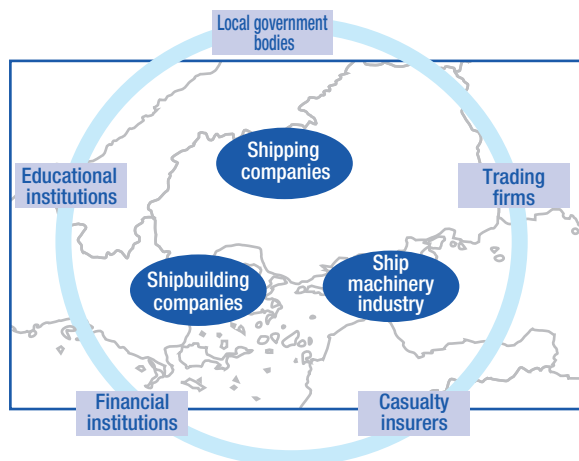 Local government
bodies
Shipping
companies
Educational
institutions
Trading
firms
Shipbuilding
companies
Ship
machinery
industry
Financial
institutions
Casualty
insurers